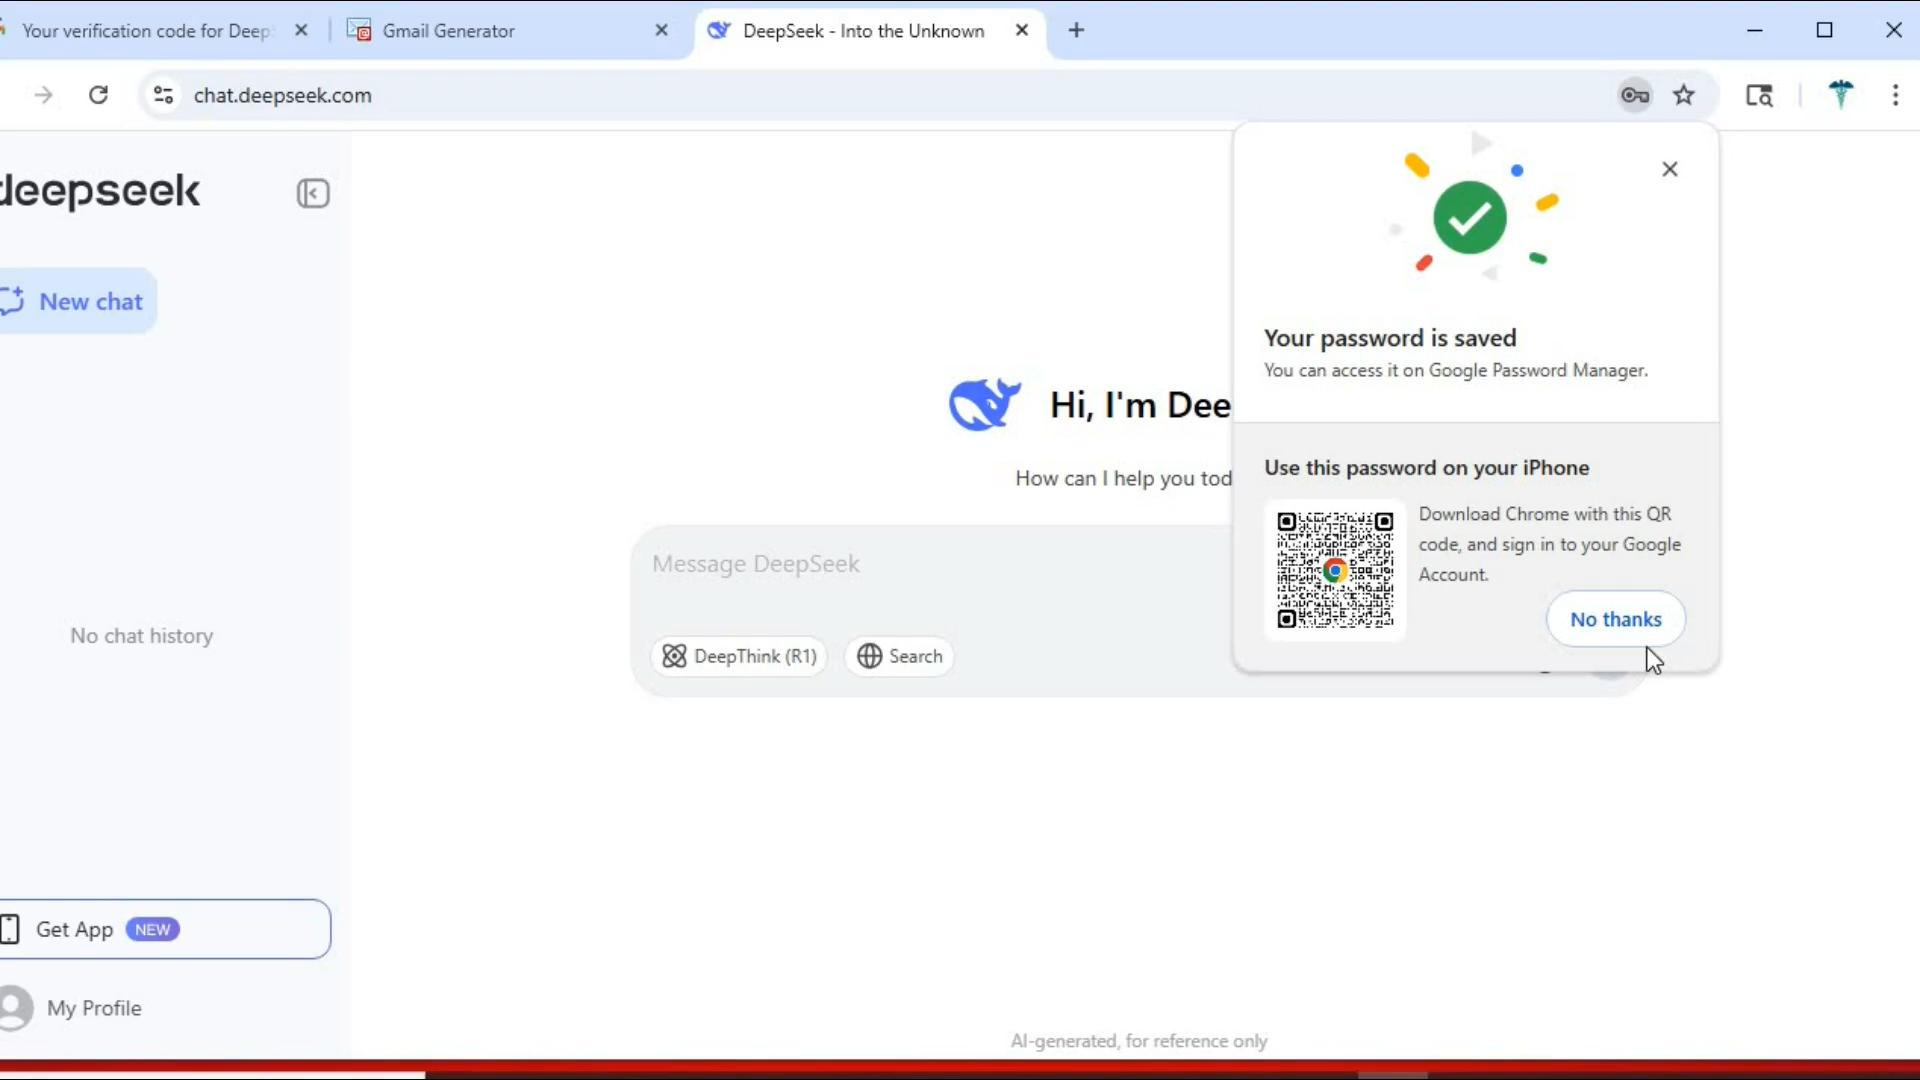 Your verification code for Deep
Gmail Generator
DeepSeek - Into the Unknown
chat.deepseek.com
deepseek
New chat
No chat history
Get App NEW
My Profile
Hi, I'm Dee
How can I help you tod
Message DeepSeek
DeepThink (R1)
Search
AI-generated, for reference only
Your password is saved
You can access it on Google Password Manager.
Use this password on your iPhone
Download Chrome with this QR
code, and sign in to your Google
Account.
No thanks